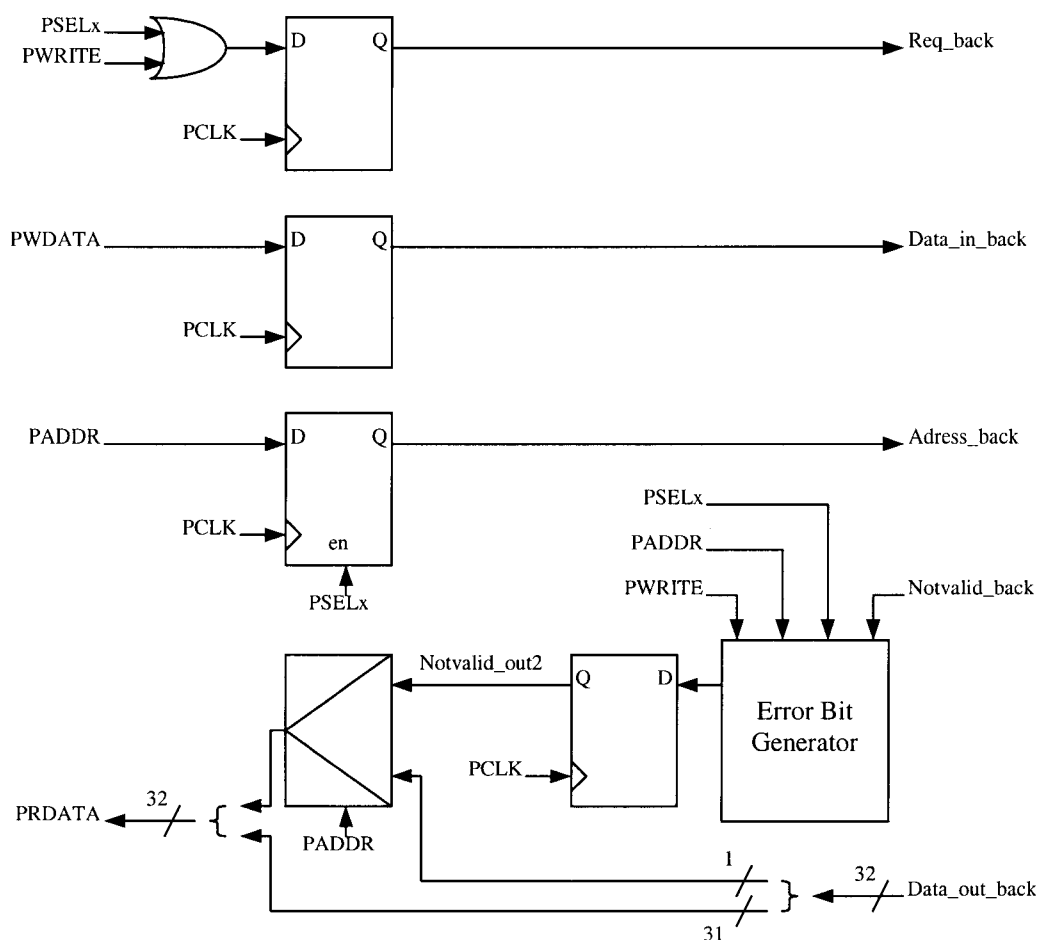 PSELx
PWRITE
D
Q
Req_back
PCLK
PWDATA
D
Q
Data_in_back
PCLK
PADDR
D
Q
Adress_back
PCLK
en
PSELx
PSELx
PADDR
PWRITE
Notvalid_back
Notvalid_out2
Q
D
Error Bit
Generator
PCLK
PRDATA
32
PADDR
1
32
Data_out_back
31